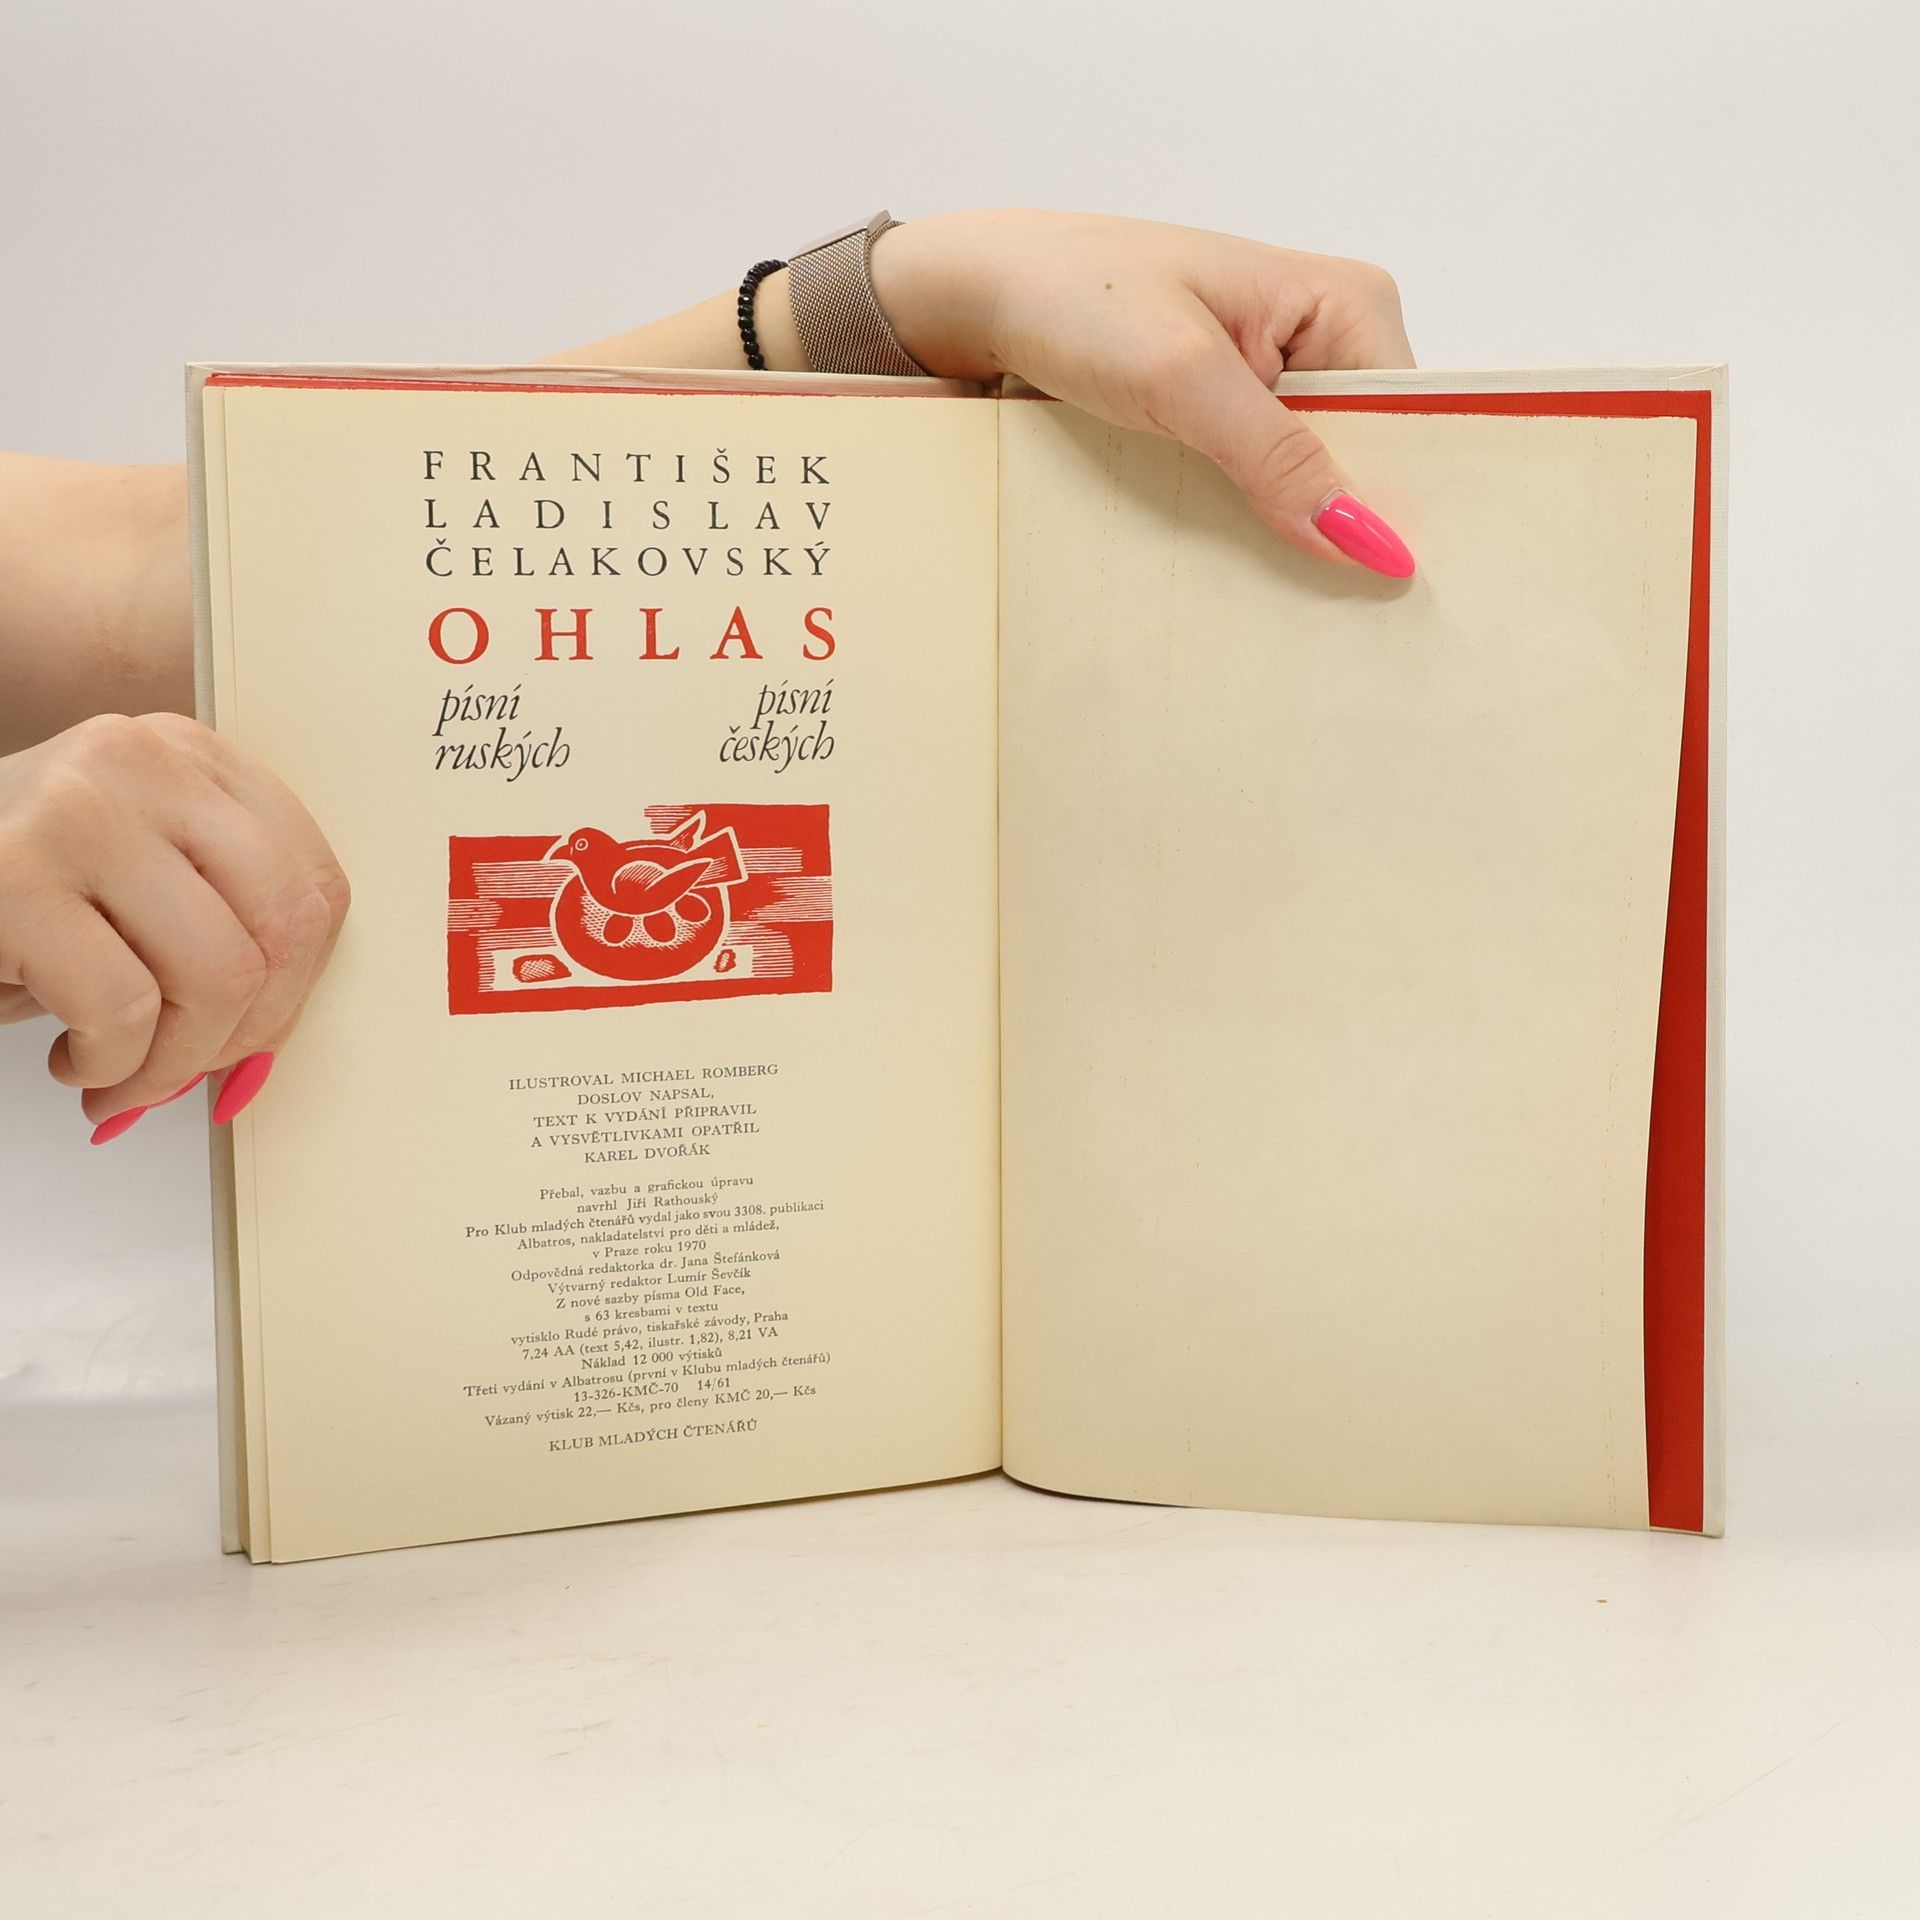 FRANTIŠEK
LADISLAV
ČELAKOVSKÝ
OHLAS
písní ruských
písní českých
ILUSTROVAL MICHAEL ROMBERG
DOSLOV NAPSAL,
TEXT K VYDÁNÍ PŘIPRAVIL
A VYSVĚTLIVKAMI OPATŘIL
KAREL DVOŘÁK
Přebal, vazbu a grafickou úpravu
navrhl Jiří Rathouský
Pro Klub mladých čtenářů vydal jako svou 3308. publikaci
Albatros, nakladatelství pro děti a mládež,
v Praze roku 1970
Odpovědná redaktorka dr. Jana Štefánková
Výtvarný redaktor Lumír Ševčík
Z nové sazby písma Old Face,
s 63 kresbami v textu
vytisklo Rudé právo, tiskařské závody, Praha
7,24 AA (text 5,42, ilustr. 1,82), 8,21 VA
Náklad 12 000 výtisků
Třetí vydání v Albatrosu (první v Klubu mladých čtenářů)
13-326-KMČ-70 14/61
Vázaný výtisk 22,— Kčs, pro členy KMČ 20,— Kčs
KLUB MLADÝCH ČTENÁŘŮ